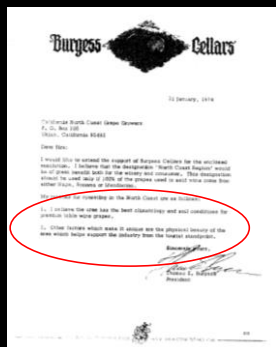 Burgess Cellars
22 January, 1974
California North Coast Grape Growers
P. O. Box 105
Ukiah, California 95482
Dear Sirs:
I would like to extend the support of Burgess Cellars for the enclosed
resolution. I believe that the designation "North Coast Region" would
be of great benefit both for the winery and consumer. This designation
should be used only if 100% of the grapes used in said wine come from
either Napa, Sonoma or Mendocino.
My reasons for operating in the North Coast are as follows:
1. I believe the area has the best climatology and soil conditions for
premium table wine grapes.
2. Other factors which make it unique are the physical beauty of the
area which helps support the industry from the tourist standpoint.
Sincerely yours,
Thomas E. Burgess
President